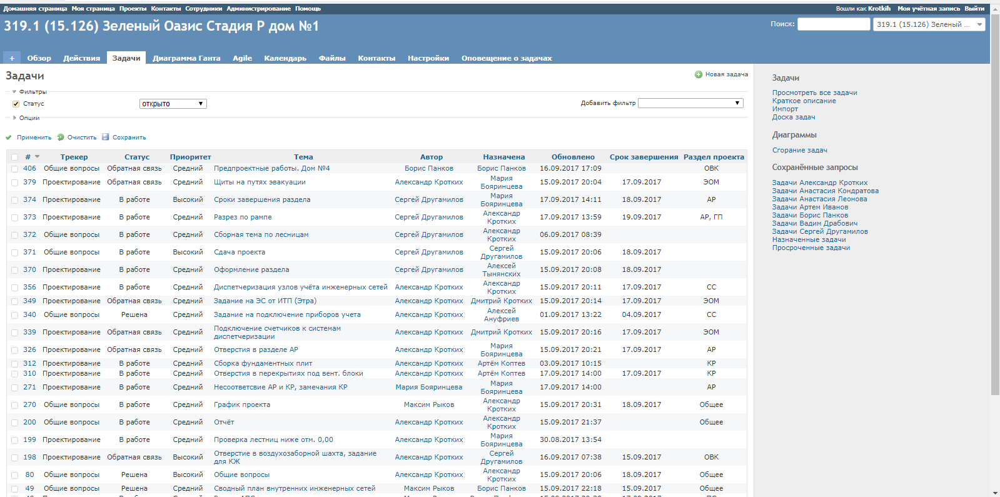 Домашняя страница Моя страница Проекты Контакты Сотрудники Администрирование Помощь
Вошли как Krotkih Моя учётная запись Выйти
319.1 (15.126) Зеленый Оазис Стадия Р дом №1
Поиск: 319.1 (15.126) Зеленый ...
+ Обзор Действия Задачи Диаграмма Ганта Agile Календарь Файлы Контакты Настройки Оповещение о задачах
Задачи
Новая задача
Фильтры
Статус открыто Добавить фильтр
Опции
Применить Очистить Сохранить
# Трекер Статус Приоритет Тема Автор Назначена Обновлено Срок завершения Раздел проекта
406 Общие вопросы Обратная связь Средний Предпроектные работы. Дом №4 Борис Панков Борис Панков 16.09.2017 17:09 ОВК
379 Проектирование Обратная связь Средний Щиты на путях эвакуации Александр Кротких Мария Бояринцева 15.09.2017 20:04 17.09.2017 ЭОМ
374 Проектирование В работе Высокий Сроки завершения раздела Сергей Другамилов Мария Бояринцева 17.09.2017 14:11 18.09.2017 АР
373 Проектирование В работе Средний Разрез по рампе Сергей Другамилов Александр Кротких 17.09.2017 13:59 19.09.2017 АР, ГП
372 Общие вопросы В работе Средний Сборная тема по лесницам Сергей Другамилов Александр Кротких 06.09.2017 08:39
371 Общие вопросы В работе Высокий Сдача проекта Сергей Другамилов Сергей Другамилов 15.09.2017 20:06 18.09.2017
370 Проектирование В работе Средний Оформление раздела Сергей Другамилов Алексей Тынянских 15.09.2017 20:08 18.09.2017
356 Проектирование В работе Средний Диспетчеризация узлов учёта инженерных сетей Александр Кротких Александр Кротких 15.09.2017 20:11 17.09.2017 СС
349 Проектирование Обратная связь Средний Задание на ЭС от ИТП (Этра) Александр Кротких Дмитрий Кротких 15.09.2017 20:14 17.09.2017 ЭОМ
340 Общие вопросы Решена Средний Задание на подключение приборов учета Александр Кротких Алексей Ануфриев 01.09.2017 13:22 04.09.2017 СС
339 Проектирование Обратная связь Средний Подключение счетчиков к системам диспетчеризации Александр Кротких Дмитрий Кротких 15.09.2017 20:16 17.09.2017 ЭОМ
326 Проектирование Обратная связь Средний Отверстия в разделе АР Александр Кротких Мария Бояринцева 15.09.2017 20:21 17.09.2017 АР
312 Проектирование В работе Средний Сборка фундаментных плит Александр Кротких Артём Коптев 03.09.2017 10:15 КР
310 Проектирование В работе Средний Отверстия в перекрытиях под вент. блоки Александр Кротких Артём Коптев 17.09.2017 14:00 17.09.2017 КР
271 Проектирование В работе Средний Несоответсвие АР и КР, замечания КР Мария Бояринцева Мария Бояринцева 17.09.2017 14:00 АР
270 Общие вопросы В работе Средний График проекта Максим Рыков Александр Кротких 15.09.2017 20:31 18.09.2017 Общее
200 Общие вопросы В работе Средний Отчёт Александр Кротких Александр Кротких 15.09.2017 21:37 Общее
199 Проектирование В работе Средний Проверка лестниц ниже отм. 0,00 Александр Кротких Мария Бояринцева 30.08.2017 13:54
198 Проектирование Обратная связь Высокий Отверстие в воздухозаборной шахта, задание для КЖ Александр Кротких Сергей Другамилов 16.09.2017 07:38 15.09.2017 ОВК
80 Общие вопросы Решена Высокий Общие вопросы Александр Кротких Александр Кротких 15.09.2017 20:06 18.09.2017 Общее
49 Общие вопросы Решена Средний Сводный план внутренних инженерных сетей Максим Рыков Борис Панков 15.09.2017 22:18 15.09.2017 Общее
Задачи
Просмотреть все задачи
Краткое описание
Импорт
Доска задач
Диаграммы
Сгорание задач
Сохранённые запросы
Задачи Александр Кротких
Задачи Анастасия Кондратова
Задачи Анастасия Леонова
Задачи Артем Иванов
Задачи Борис Панков
Задачи Вадим Драбович
Задачи Сергей Другамилов
Назначенные задачи
Просроченные задачи